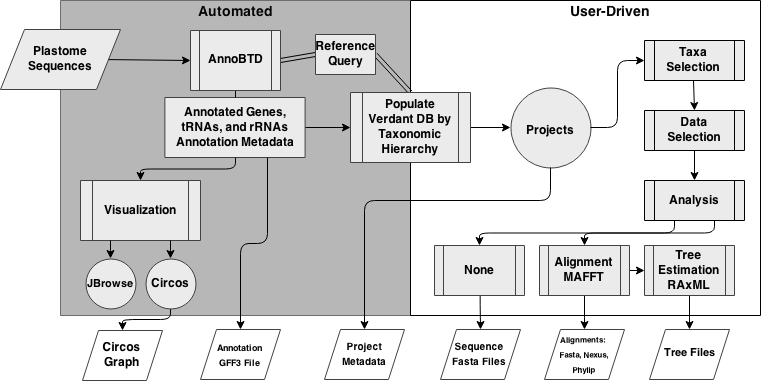 Automated
User-Driven
Plastome
Sequences
AnnoBTD
Reference
Query
Taxa
Selection
Annotated Genes,
tRNAs, and rRNAs
Annotation Metadata
Populate
Verdant DB by
Taxonomic
Hierarchy
Projects
Data
Selection
Visualization
Analysis
JBrowse
Circos
None
Alignment
MAFFT
Tree
Estimation
RAxML
Circos
Graph
Annotation
GFF3 File
Project
Metadata
Sequence
Fasta Files
Alignments:
Fasta, Nexus,
Phylip
Tree Files